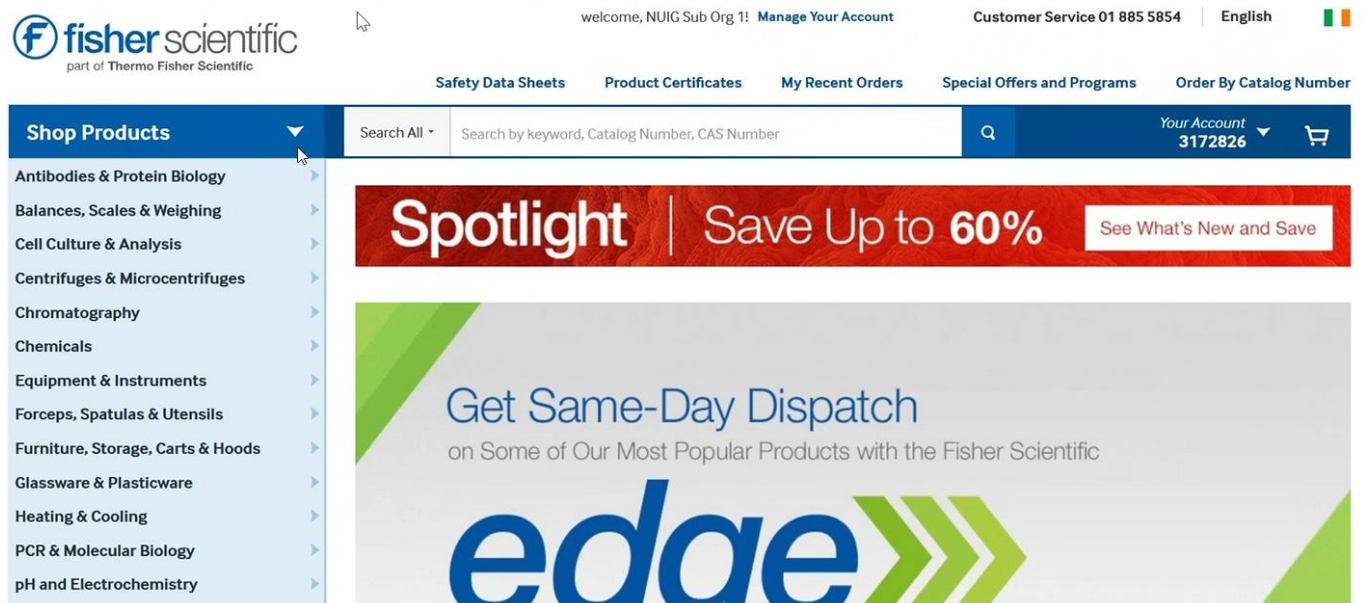 fisher scientific
part of Thermo Fisher Scientific
welcome, NUIG Sub Org 1! Manage Your Account
Customer Service 01 885 5854
English
Safety Data Sheets
Product Certificates
My Recent Orders
Special Offers and Programs
Order By Catalog Number
Shop Products
Search All
Search by keyword, Catalog Number, CAS Number
Your Account
3172826
Antibodies & Protein Biology
Balances, Scales & Weighing
Cell Culture & Analysis
Centrifuges & Microcentrifuges
Chromatography
Chemicals
Equipment & Instruments
Forceps, Spatulas & Utensils
Furniture, Storage, Carts & Hoods
Glassware & Plasticware
Heating & Cooling
PCR & Molecular Biology
pH and Electrochemistry
Spotlight | Save Up to 60%
See What's New and Save
Get Same-Day Dispatch
on Some of Our Most Popular Products with the Fisher Scientific
edge